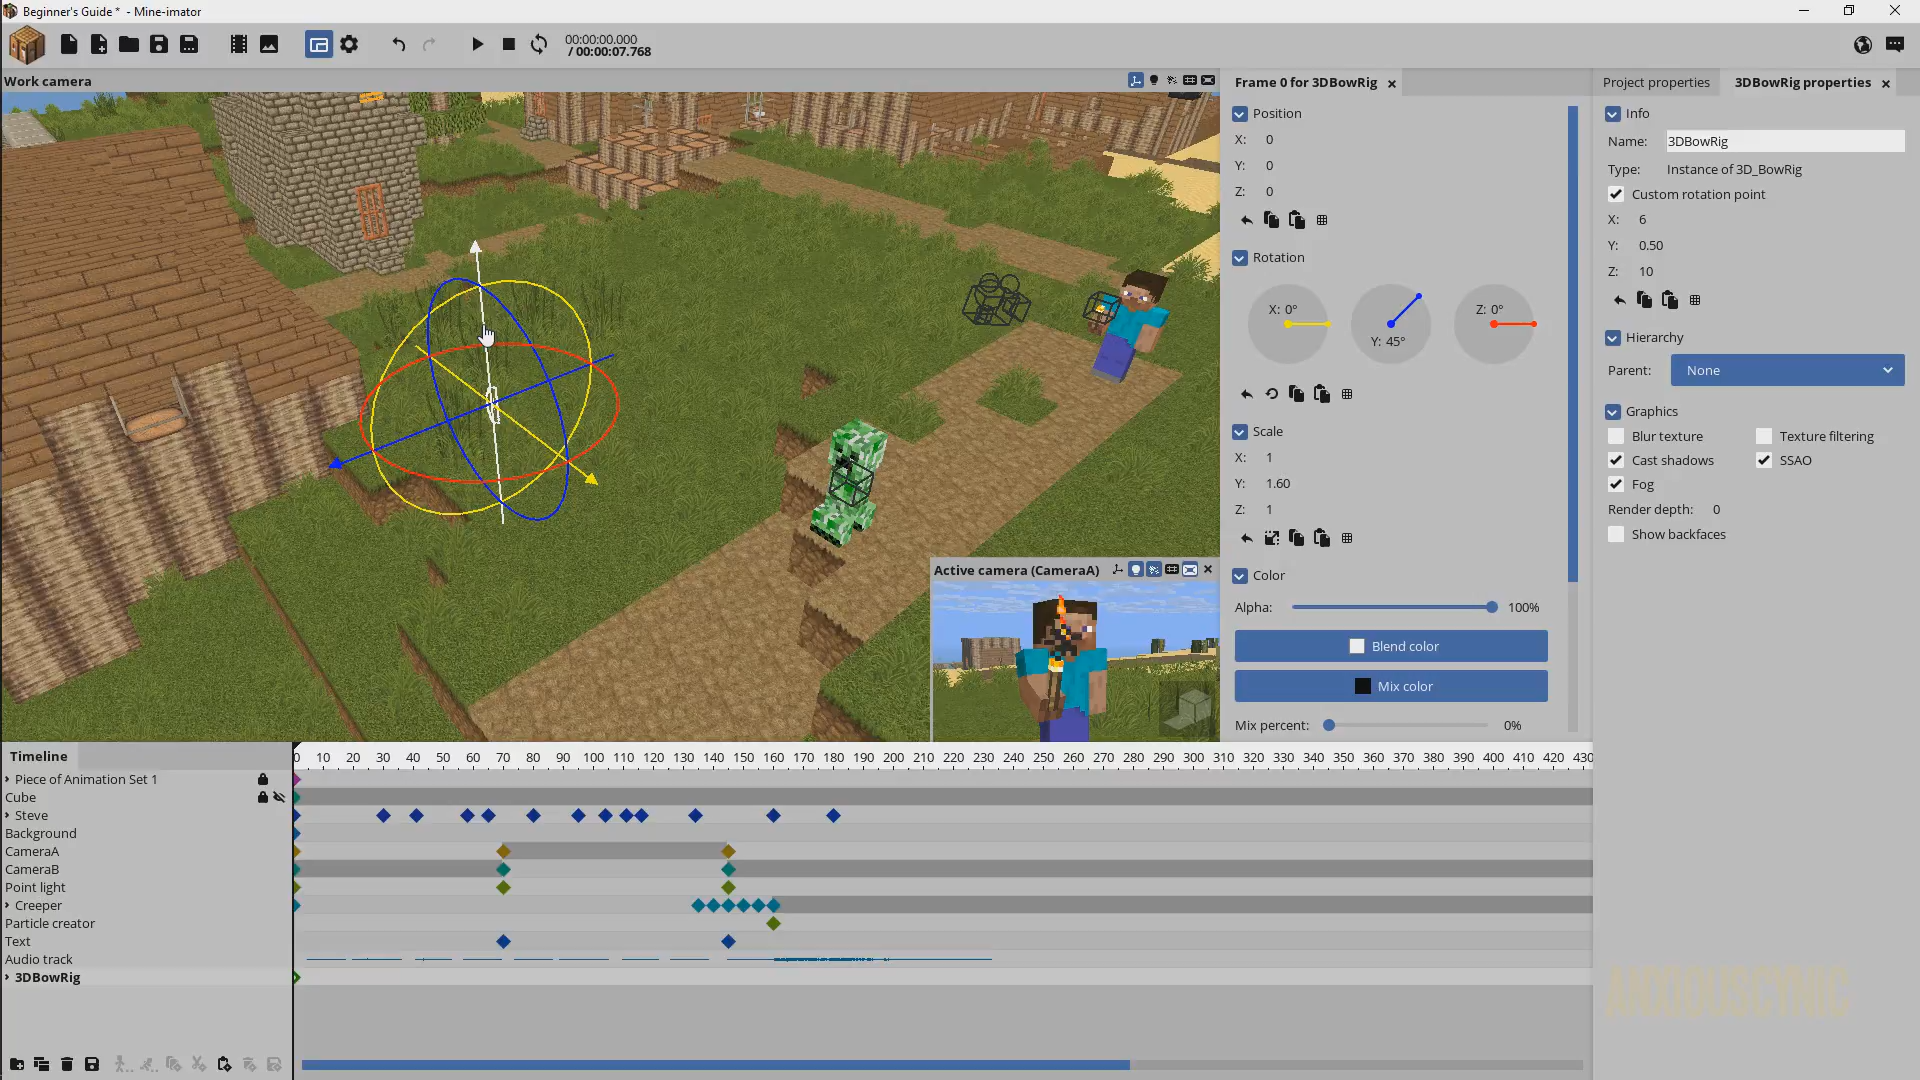 Beginner's Guide * - Mine-imator
00:00:00.000
/ 00:00:07.768
Work camera
Frame 0 for 3DBowRig
Project properties
3DBowRig properties
Position
X: 0
Y: 0
Z: 0
Rotation
X: 0°
Y: 45°
Z: 0°
Scale
X: 1
Y: 1.60
Z: 1
Color
Alpha: 100%
Blend color
Mix color
Mix percent: 0%
Info
Name: 3DBowRig
Type: Instance of 3D_BowRig
Custom rotation point
X: 6
Y: 0.50
Z: 10
Hierarchy
Parent: None
Graphics
Blur texture
Texture filtering
Cast shadows
SSAO
Fog
Render depth: 0
Show backfaces
Active camera (CameraA)
Timeline
0 10 20 30 40 50 60 70 80 90 100 110 120 130 140 150 160 170 180 190 200 210 220 230 240 250 260 270 280 290 300 310 320 330 340 350 360 370 380 390 400 410 420 430
Piece of Animation Set 1
Cube
Steve
Background
CameraA
CameraB
Point light
Creeper
Particle creator
Text
Audio track
3DBowRig
ANXIOUSCYNIC